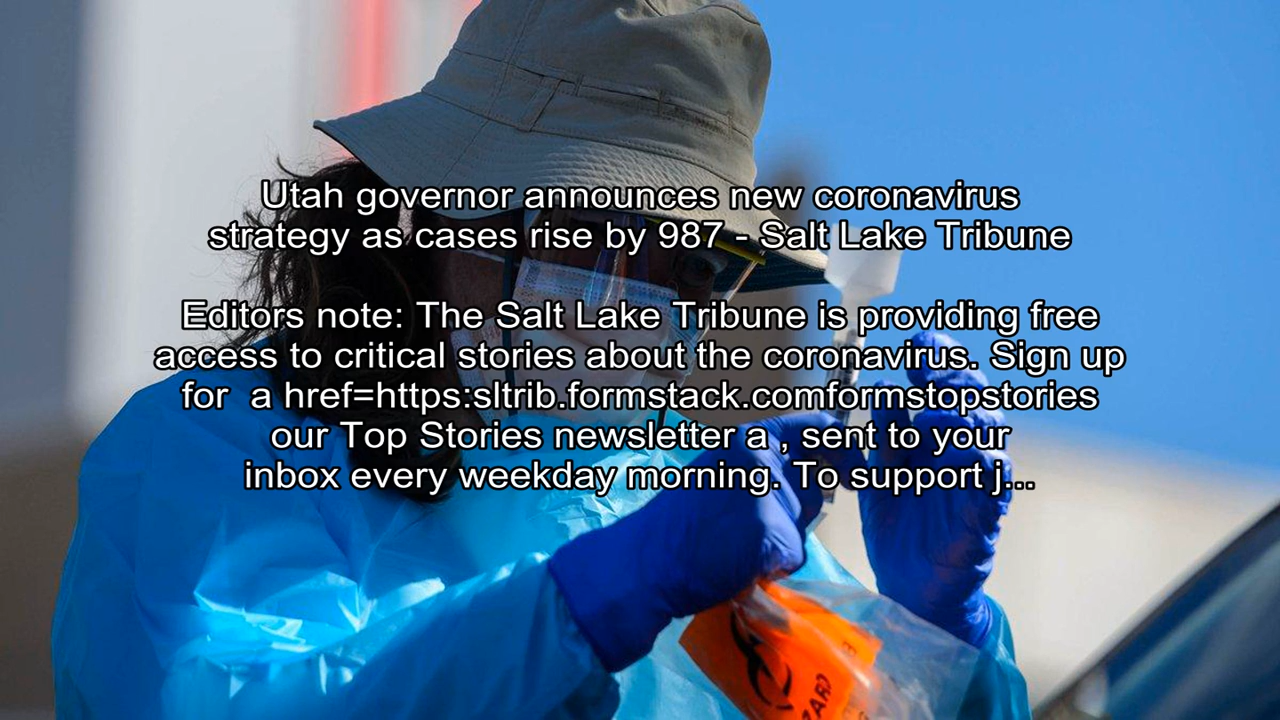 Utah governor announces new coronavirus
strategy as cases rise by 987 - Salt Lake Tribune
Editors note: The Salt Lake Tribune is providing free
access to critical stories about the coronavirus. Sign up
for  a href=https:sltrib.formstack.comformstopstories
our Top Stories newsletter a , sent to your
inbox every weekday morning. To support j...
ZARD